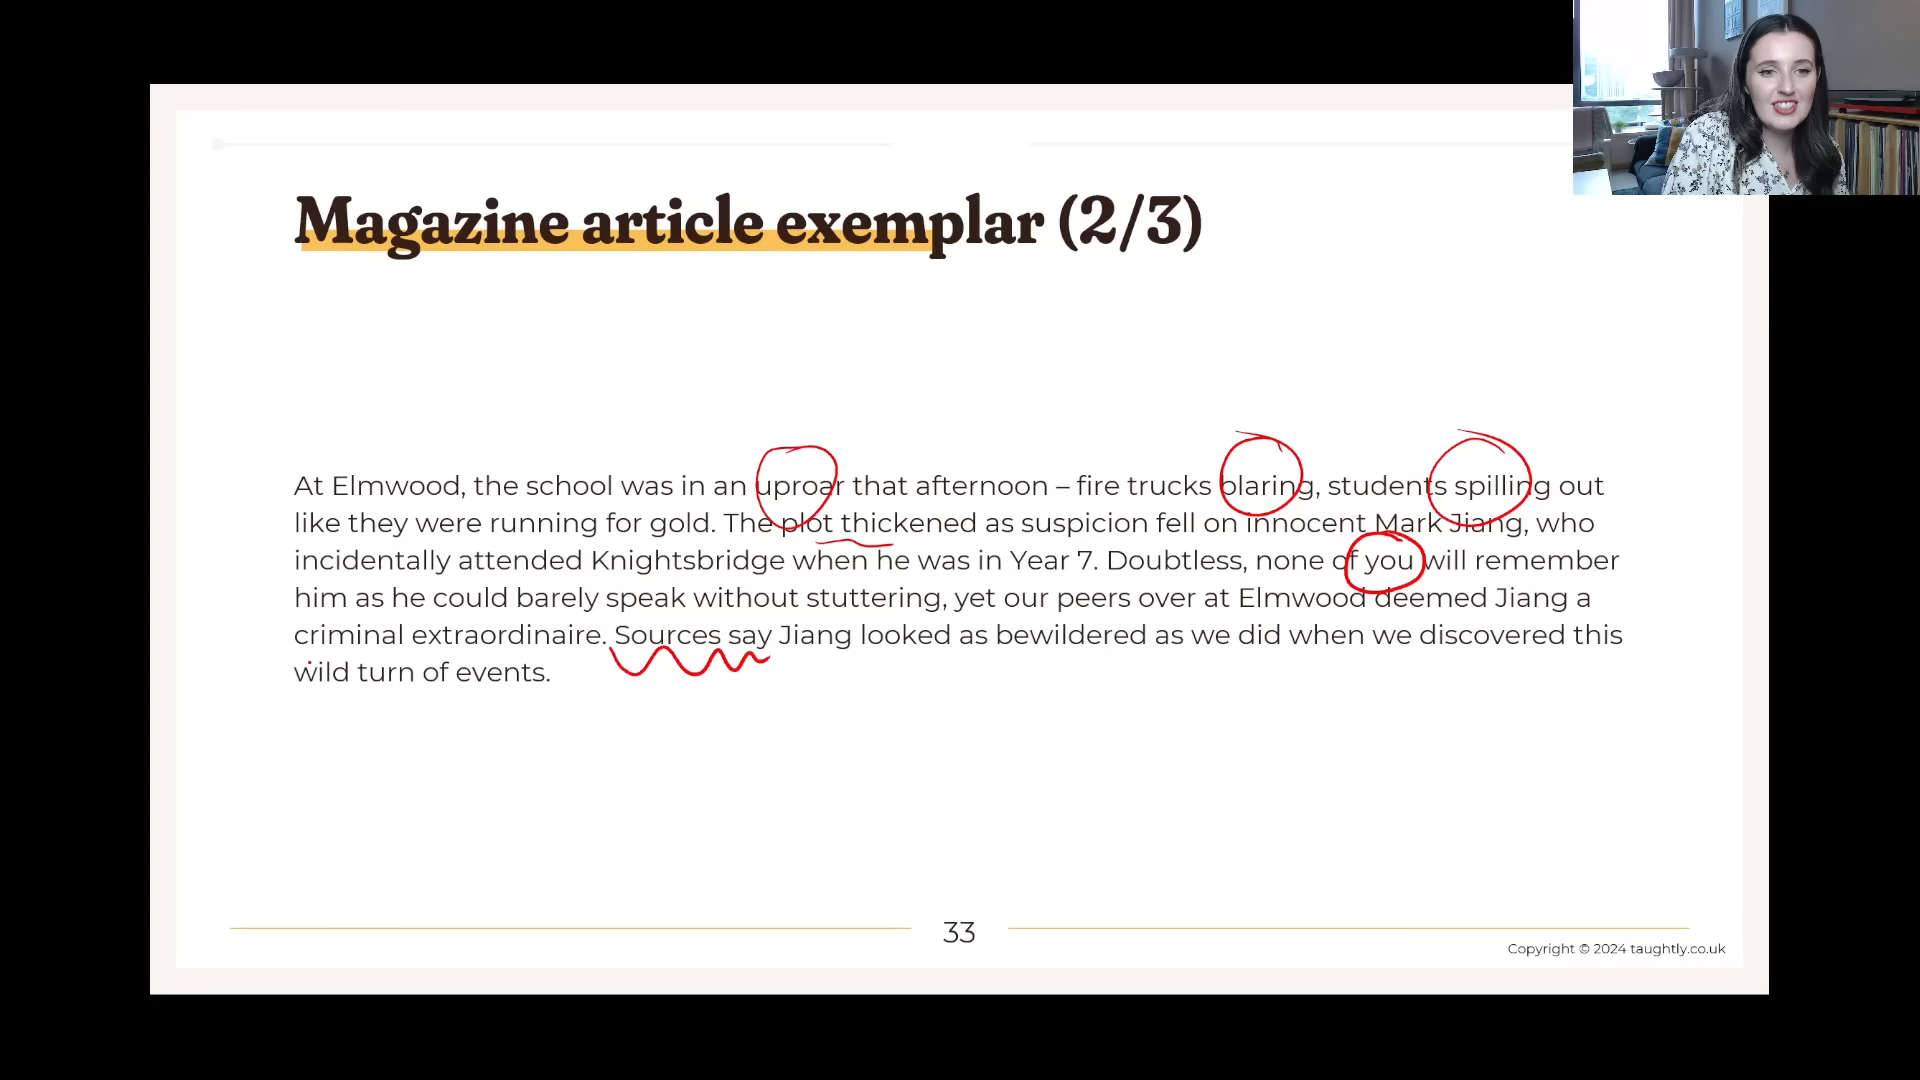 Magazine article exemplar (2/3)
At Elmwood, the school was in an uproar that afternoon – fire trucks blaring, students spilling out
like they were running for gold. The plot thickened as suspicion fell on innocent Mark Jiang, who
incidentally attended Knightsbridge when he was in Year 7. Doubtless, none of you will remember
him as he could barely speak without stuttering, yet our peers over at Elmwood deemed Jiang a
criminal extraordinaire. Sources say Jiang looked as bewildered as we did when we discovered this
wild turn of events.
33
Copyright © 2024 taughtly.co.uk